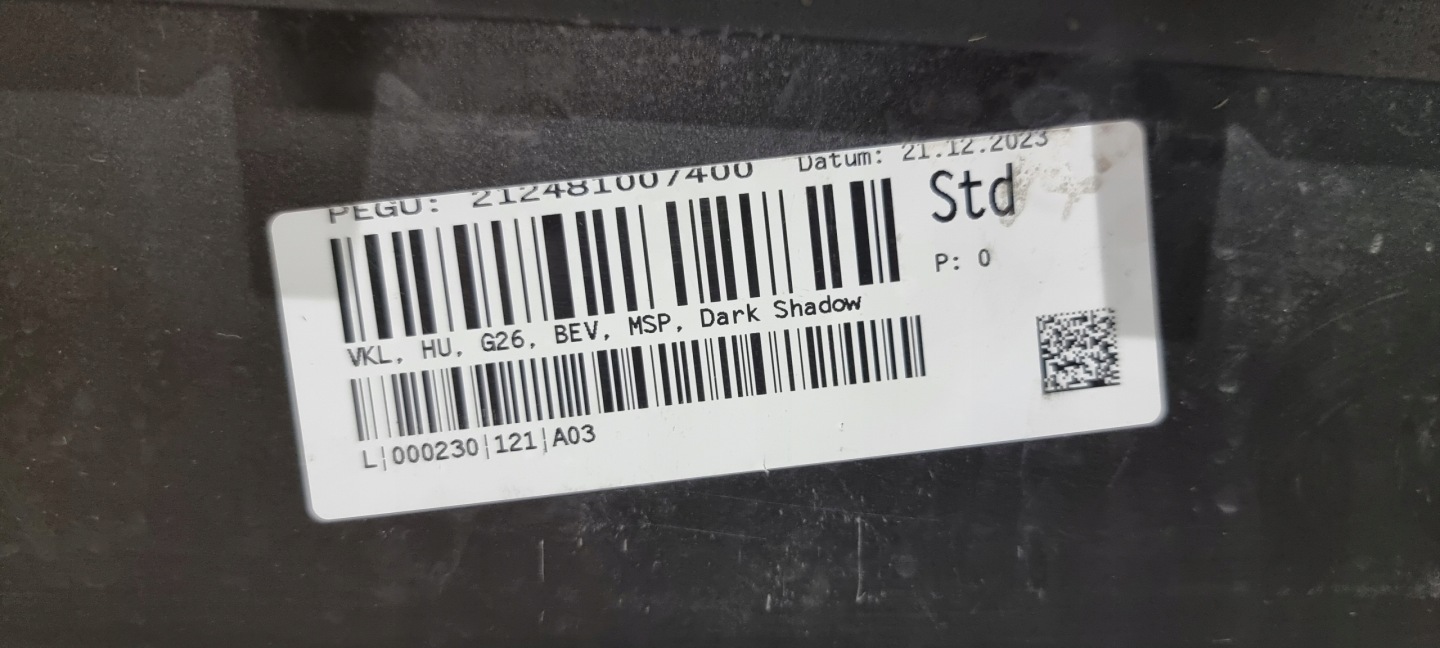 PEGU: 212481007400 Datum: 21.12.2023
Std
P: 0
VKL, HU, G26, BEV, MSP, Dark Shadow
L|000230|121|A03